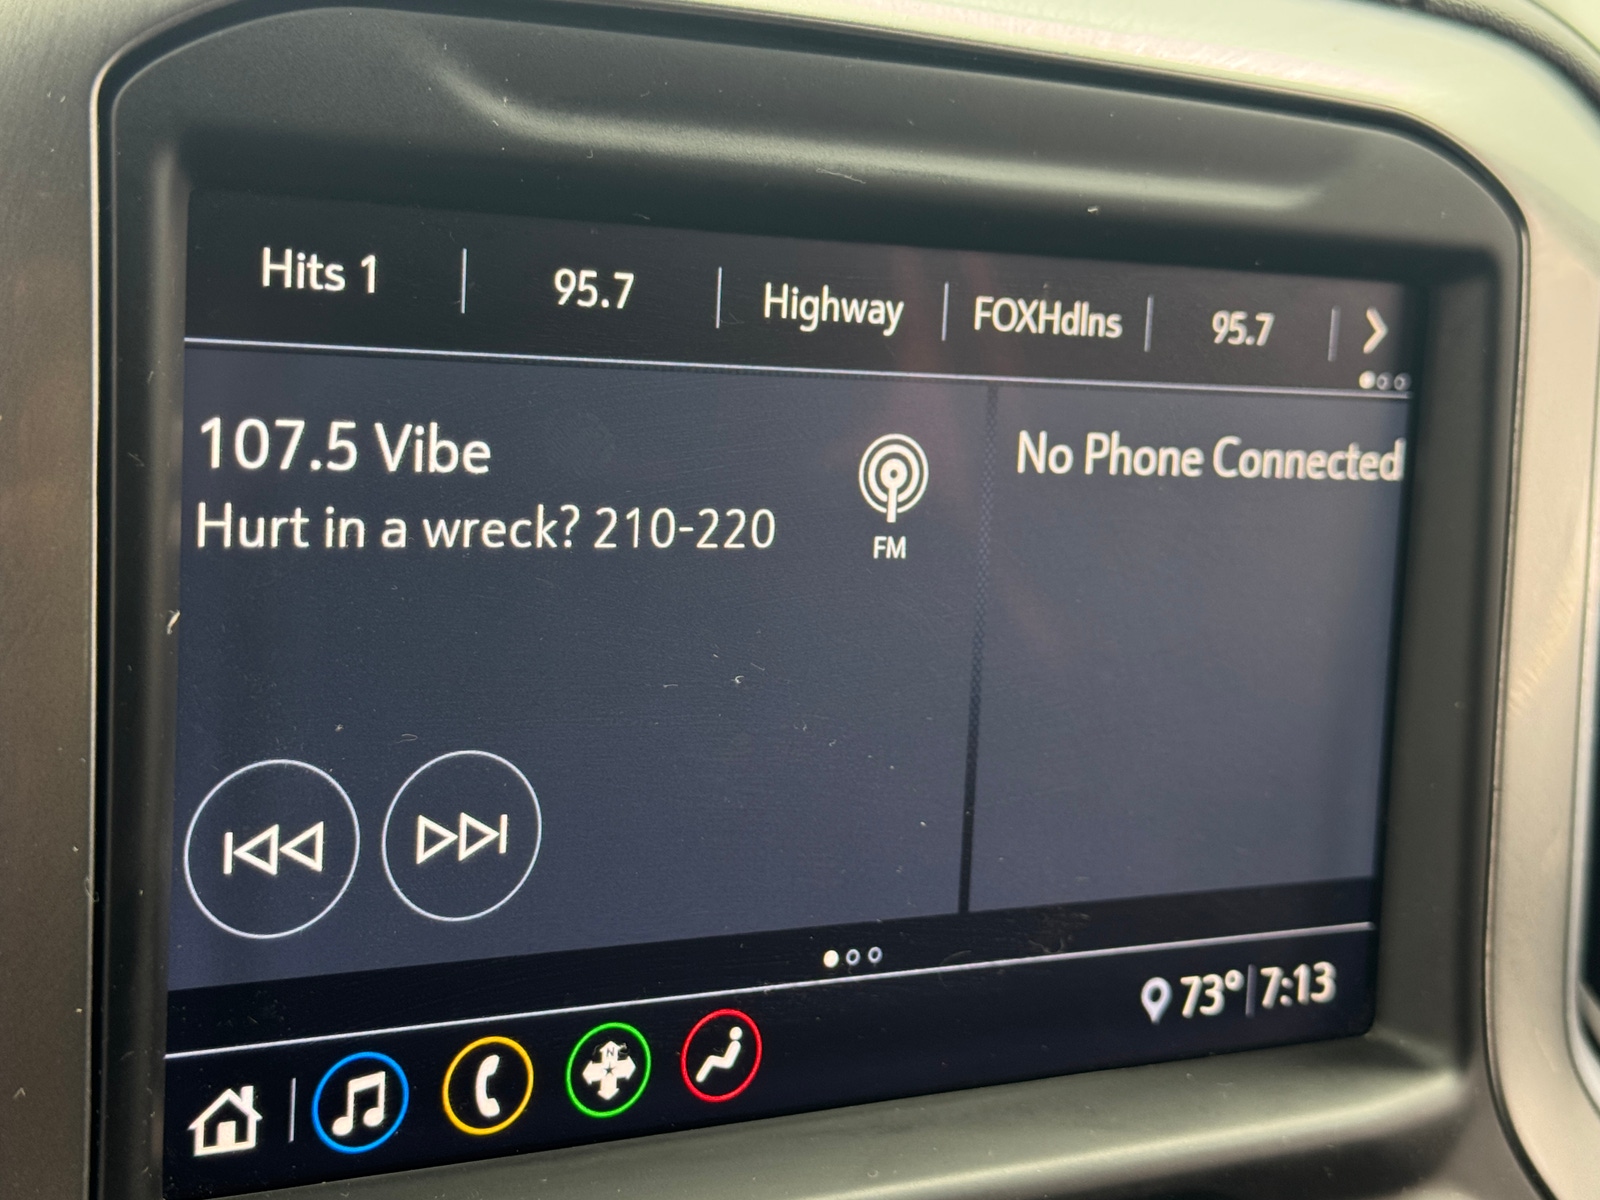 Hits 1
95.7
Highway
FOXHdlns
95.7
107.5 Vibe
Hurt in a wreck? 210-220
FM
No Phone Connected
73° 7:13
N